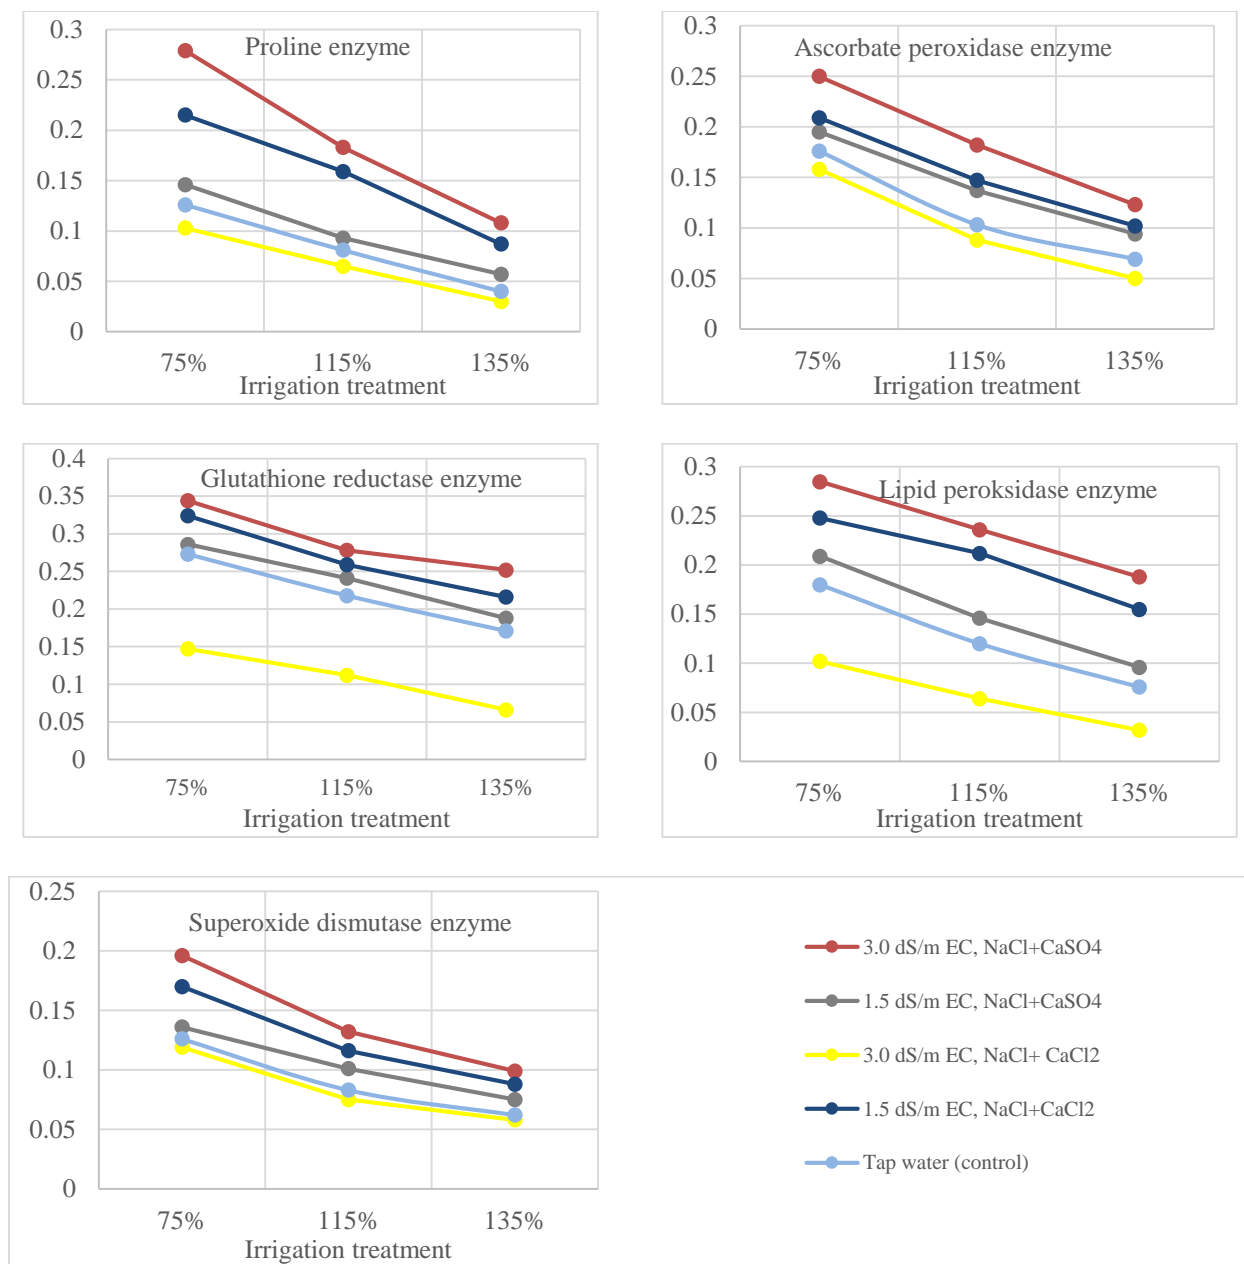 Proline enzyme
0.3
0.25
0.2
0.15
0.1
0.05
0
75% 115% 135%
Irrigation treatment
Ascorbate peroxidase enzyme
0.3
0.25
0.2
0.15
0.1
0.05
0
75% 115% 135%
Irrigation treatment
Glutathione reductase enzyme
0.4
0.35
0.3
0.25
0.2
0.15
0.1
0.05
0
75% 115% 135%
Irrigation treatment
Lipid peroksidase enzyme
0.3
0.25
0.2
0.15
0.1
0.05
0
75% 115% 135%
Irrigation treatment
Superoxide dismutase enzyme
0.25
0.2
0.15
0.1
0.05
0
75% 115% 135%
Irrigation treatment
3.0 dS/m EC, NaCl+CaSO4
1.5 dS/m EC, NaCl+CaSO4
3.0 dS/m EC, NaCl+ CaCl2
1.5 dS/m EC, NaCl+CaCl2
Tap water (control)